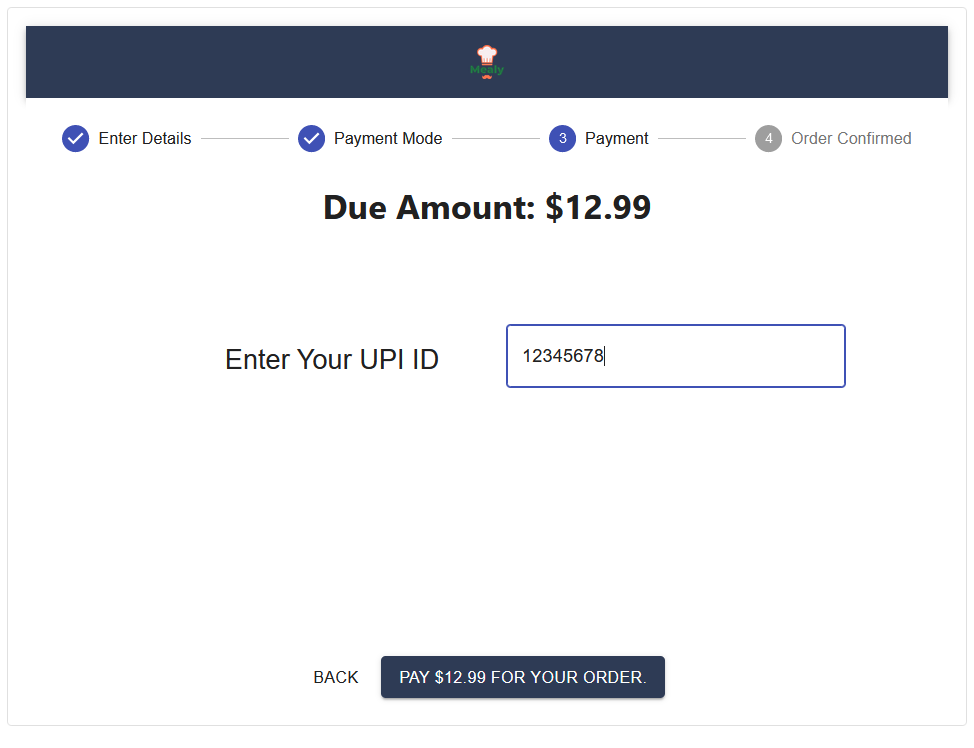 Mealy
Enter Details
Payment Mode
3 Payment
4 Order Confirmed
Due Amount: $12.99
Enter Your UPI ID
12345678
BACK
PAY $12.99 FOR YOUR ORDER.